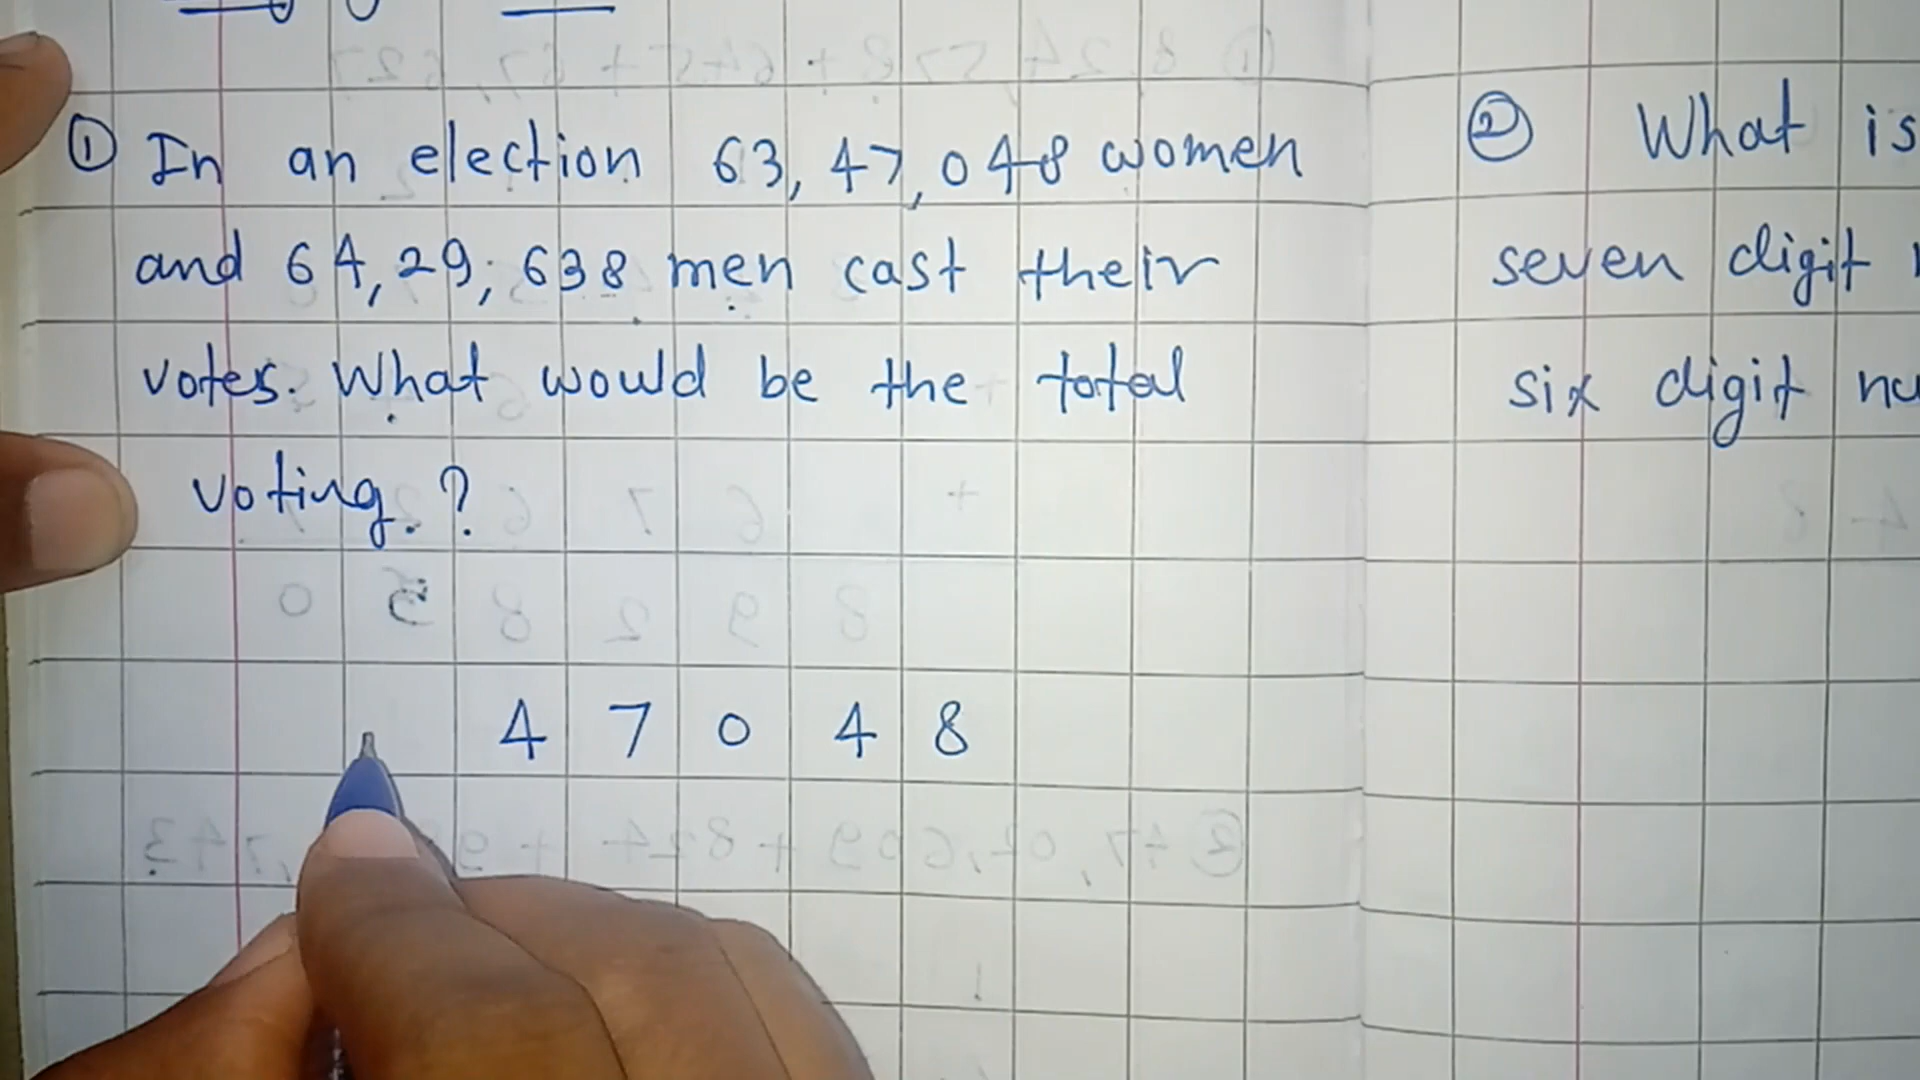 ① In an election 63,47,048 women
and 64,29,638 men cast their
votes. What would be the total
voting.?
4 7 0 4 8
② What is
seven digit
six digit